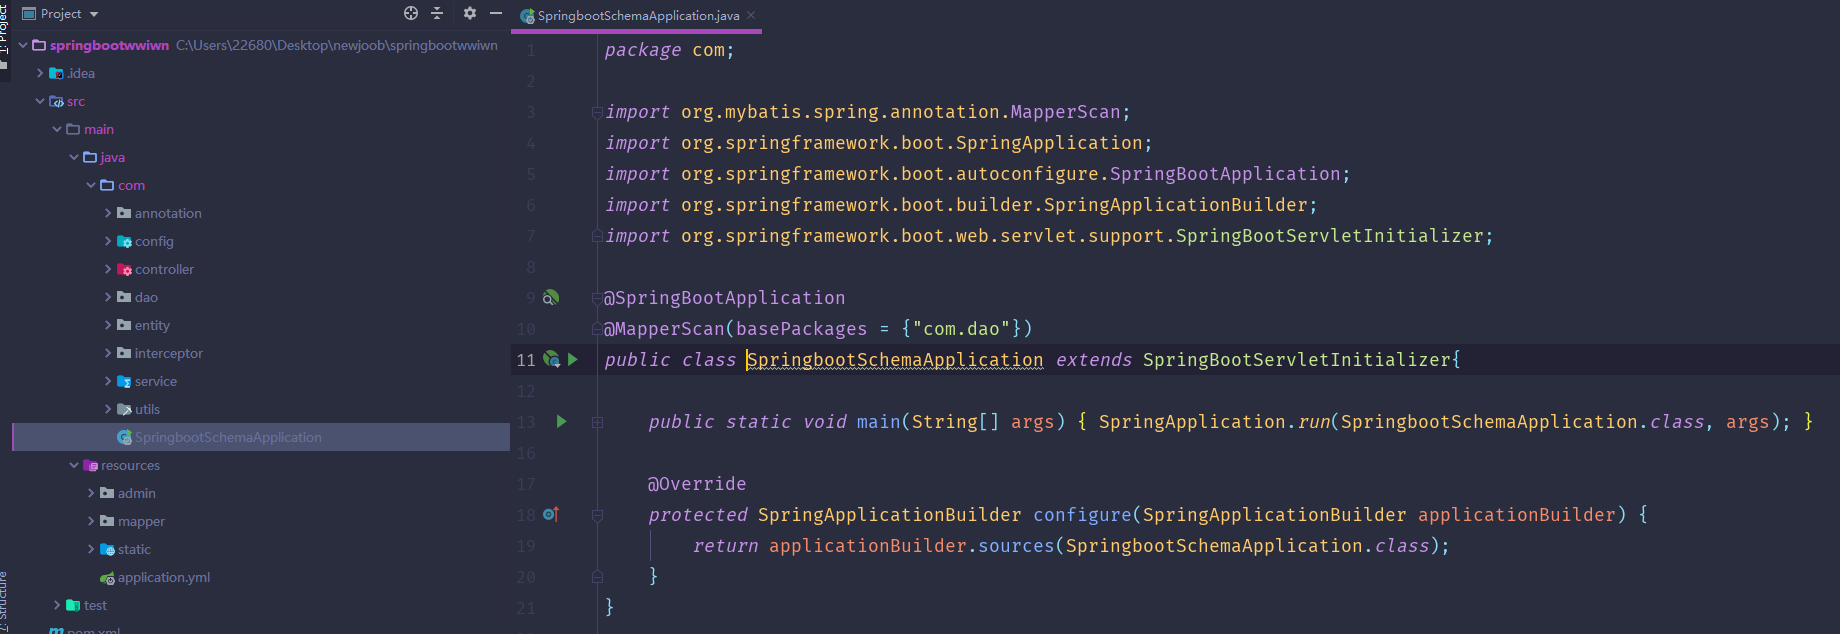 Project
springbootwwiwn C:\Users\22680\Desktop\newjoob\springbootwwiwn
.idea
src
main
java
com
annotation
config
controller
dao
entity
interceptor
service
utils
SpringbootSchemaApplication
resources
admin
mapper
static
application.yml
test
pom.xml
1: Project
7: Structure
SpringbootSchemaApplication.java
1 package com;
2
3 import org.mybatis.spring.annotation.MapperScan;
4 import org.springframework.boot.SpringApplication;
5 import org.springframework.boot.autoconfigure.SpringBootApplication;
6 import org.springframework.boot.builder.SpringApplicationBuilder;
7 import org.springframework.boot.web.servlet.support.SpringBootServletInitializer;
8
9 @SpringBootApplication
10 @MapperScan(basePackages = {"com.dao"})
11 public class SpringbootSchemaApplication extends SpringBootServletInitializer{
12
13 public static void main(String[] args) { SpringApplication.run(SpringbootSchemaApplication.class, args); }
16
17 @Override
18 protected SpringApplicationBuilder configure(SpringApplicationBuilder applicationBuilder) {
19 return applicationBuilder.sources(SpringbootSchemaApplication.class);
20 }
21 }